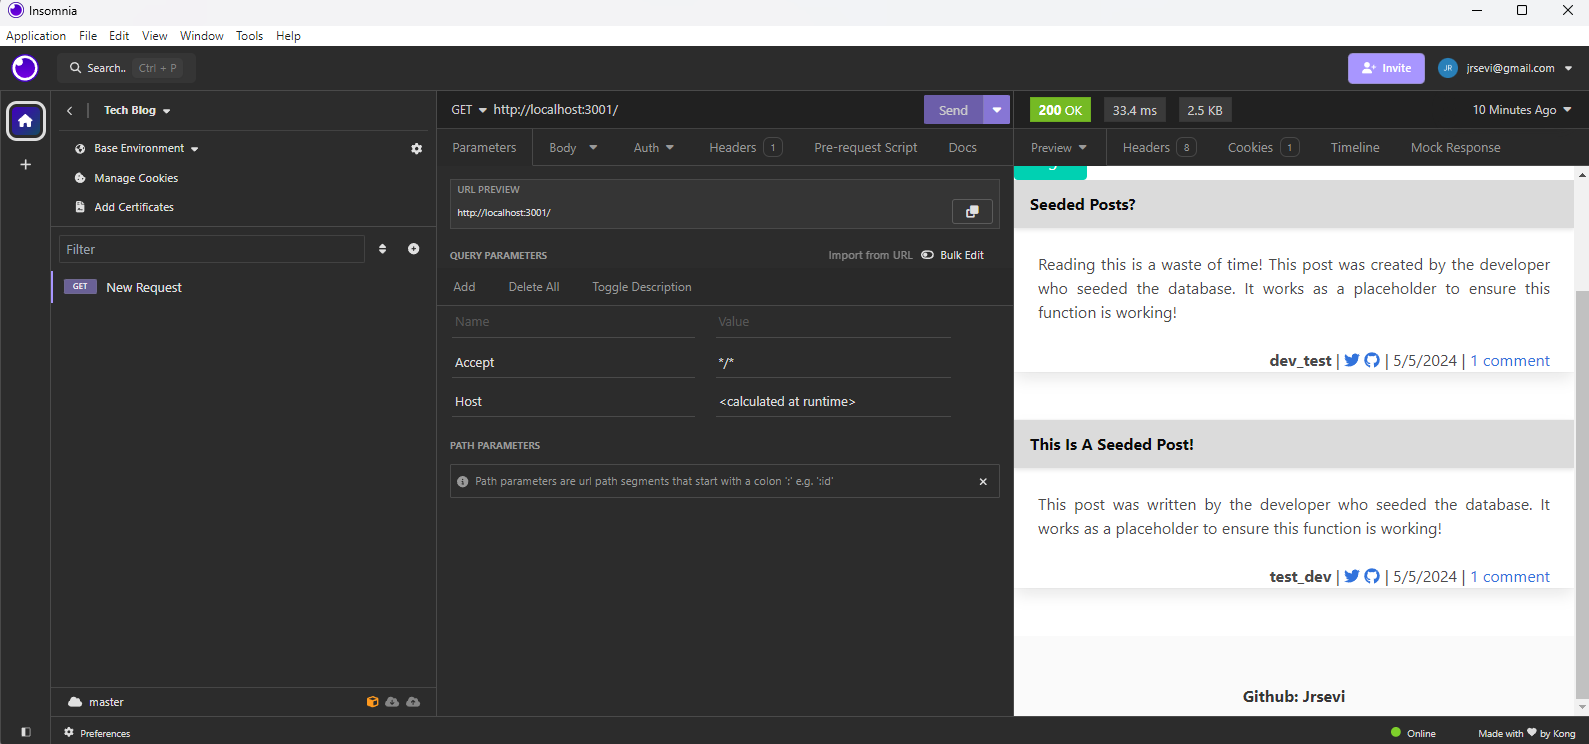 Insomnia
Application File Edit View Window Tools Help
Search.. Ctrl + P
Invite
JR jrsevi@gmail.com
Tech Blog
GET http://localhost:3001/
Send
200 OK 33.4 ms 2.5 KB
10 Minutes Ago
Base Environment
Manage Cookies
Add Certificates
Filter
GET New Request
Parameters Body Auth Headers 1 Pre-request Script Docs
URL PREVIEW
http://localhost:3001/
QUERY PARAMETERS
Import from URL Bulk Edit
Add Delete All Toggle Description
Name Value
Accept */*
Host <calculated at runtime>
PATH PARAMETERS
Path parameters are url path segments that start with a colon ':' e.g. ':id'
Preview Headers 8 Cookies 1 Timeline Mock Response
Seeded Posts?
Reading this is a waste of time! This post was created by the developer
who seeded the database. It works as a placeholder to ensure this
function is working!
dev_test | | 5/5/2024 | 1 comment
This Is A Seeded Post!
This post was written by the developer who seeded the database. It
works as a placeholder to ensure this function is working!
test_dev | | 5/5/2024 | 1 comment
Github: Jrsevi
master
Preferences
Online
Made with by Kong